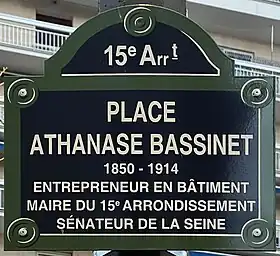 15e Arrt
PLACE
ATHANASE BASSINET
1850 - 1914
ENTREPRENEUR EN BÂTIMENT
MAIRE DU 15e ARRONDISSEMENT
SÉNATEUR DE LA SEINE